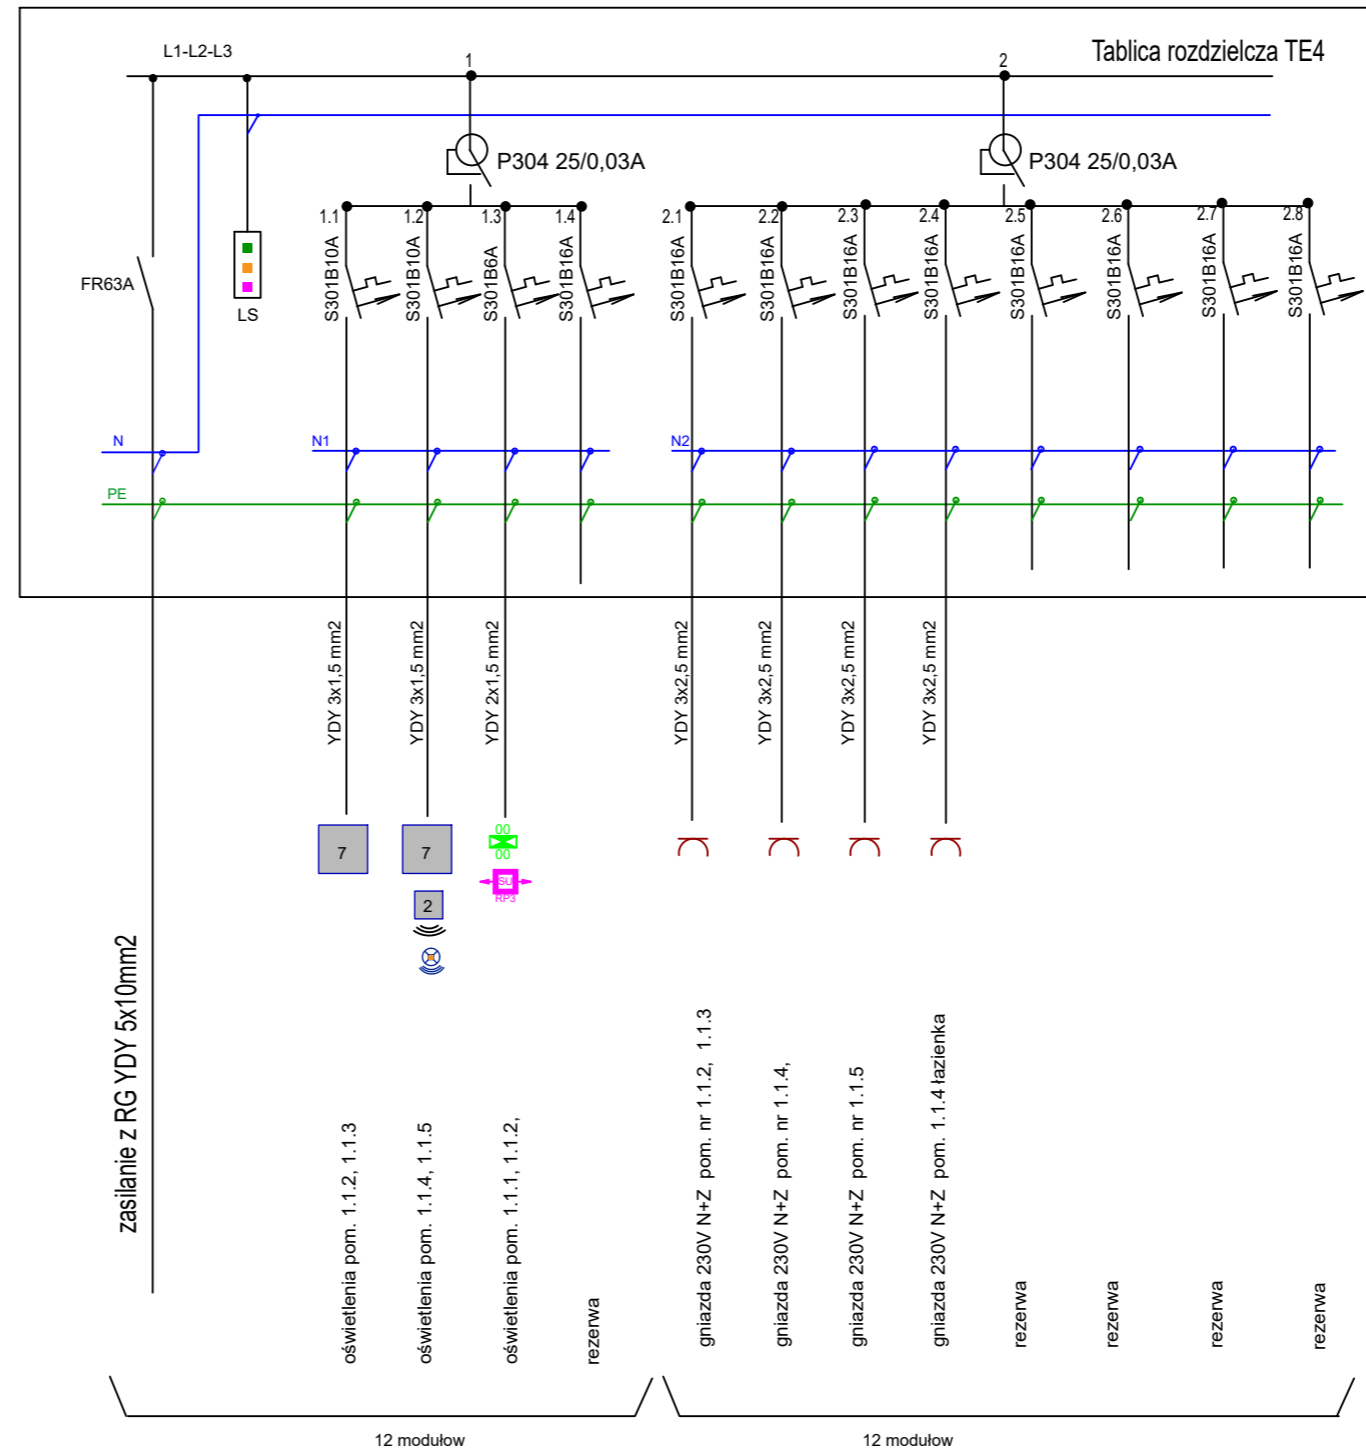 L1-L2-L3
Tablica rozdzielcza TE4
1
2
P304 25/0,03A
P304 25/0,03A
1.1
1.2
1.3
1.4
2.1
2.2
2.3
2.4
2.5
2.6
2.7
2.8
FR63A
LS
S301B10A
S301B10A
S301B6A
S301B16A
S301B16A
S301B16A
S301B16A
S301B16A
S301B16A
S301B16A
S301B16A
S301B16A
N
N1
N2
PE
YDY 3x1,5 mm2
YDY 3x1,5 mm2
YDY 2x1,5 mm2
YDY 3x2,5 mm2
YDY 3x2,5 mm2
YDY 3x2,5 mm2
YDY 3x2,5 mm2
7
7
2
00
00
SU
RP3
zasilanie z RG YDY 5x10mm2
oświetlenia pom. 1.1.2, 1.1.3
oświetlenia pom. 1.1.4, 1.1.5
oświetlenia pom. 1.1.1, 1.1.2,
rezerwa
gniazda 230V N+Z pom. nr 1.1.2, 1.1.3
gniazda 230V N+Z pom. nr 1.1.4,
gniazda 230V N+Z pom. nr 1.1.5
gniazda 230V N+Z pom. 1.1.4 łazienka
rezerwa
rezerwa
rezerwa
rezerwa
12 modułow
12 modułow